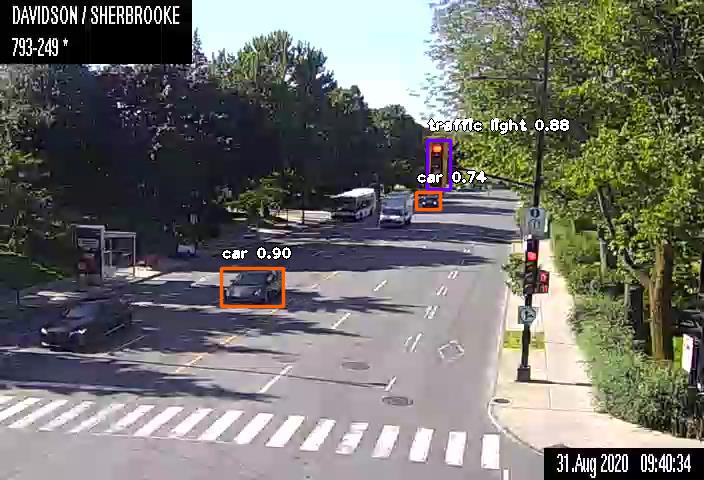 DAVIDSON / SHERBROOKE
793-249 *
traffic light 0.88
car 0.74
car 0.90
31.Aug 2020 09:40:34